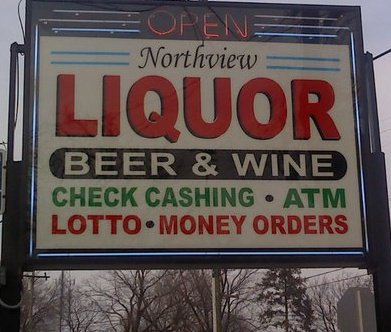 OPEN
Northview
LIQUOR
BEER & WINE
CHECK CASHING • ATM
LOTTO • MONEY ORDERS